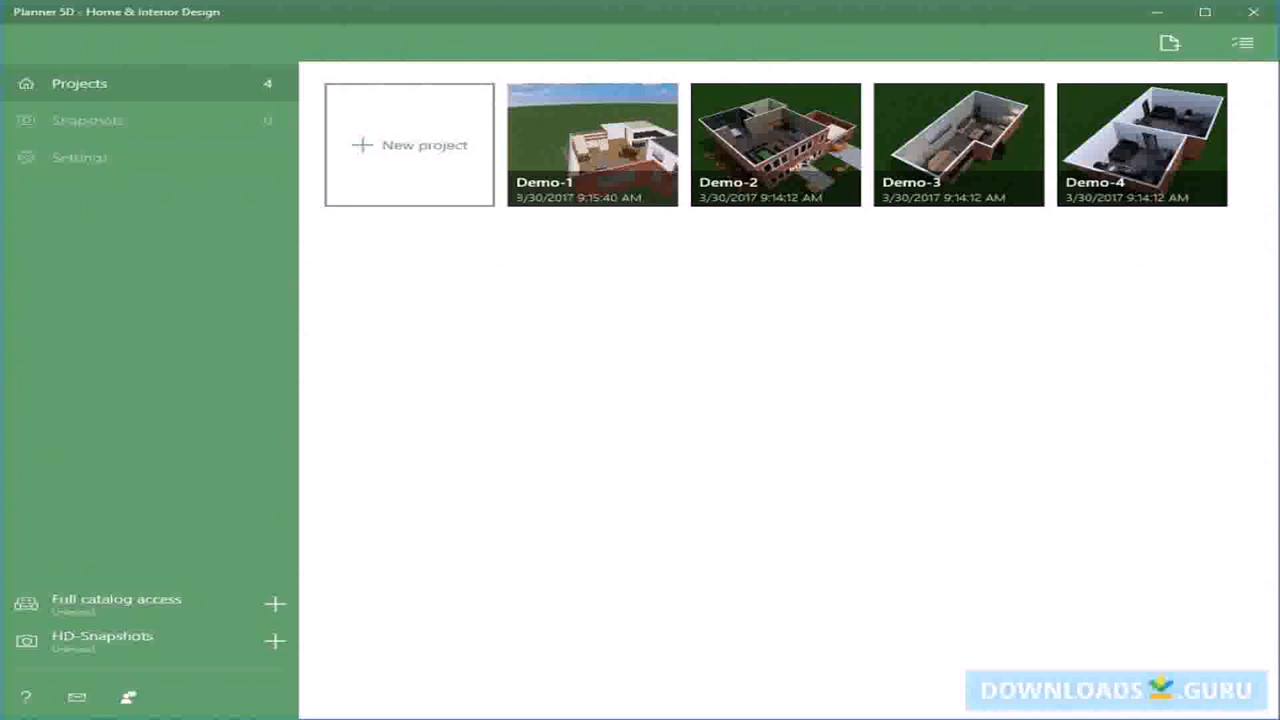 Planner 5D - Home & Interior Design
Projects 4
Snapshots 0
Settings
New project
Demo-1
3/30/2017 9:15:40 AM
Demo-2
3/30/2017 9:14:12 AM
Demo-3
3/30/2017 9:14:12 AM
Demo-4
3/30/2017 9:14:12 AM
Full catalog access
HD-Snapshots
?
DOWNLOADS .GURU